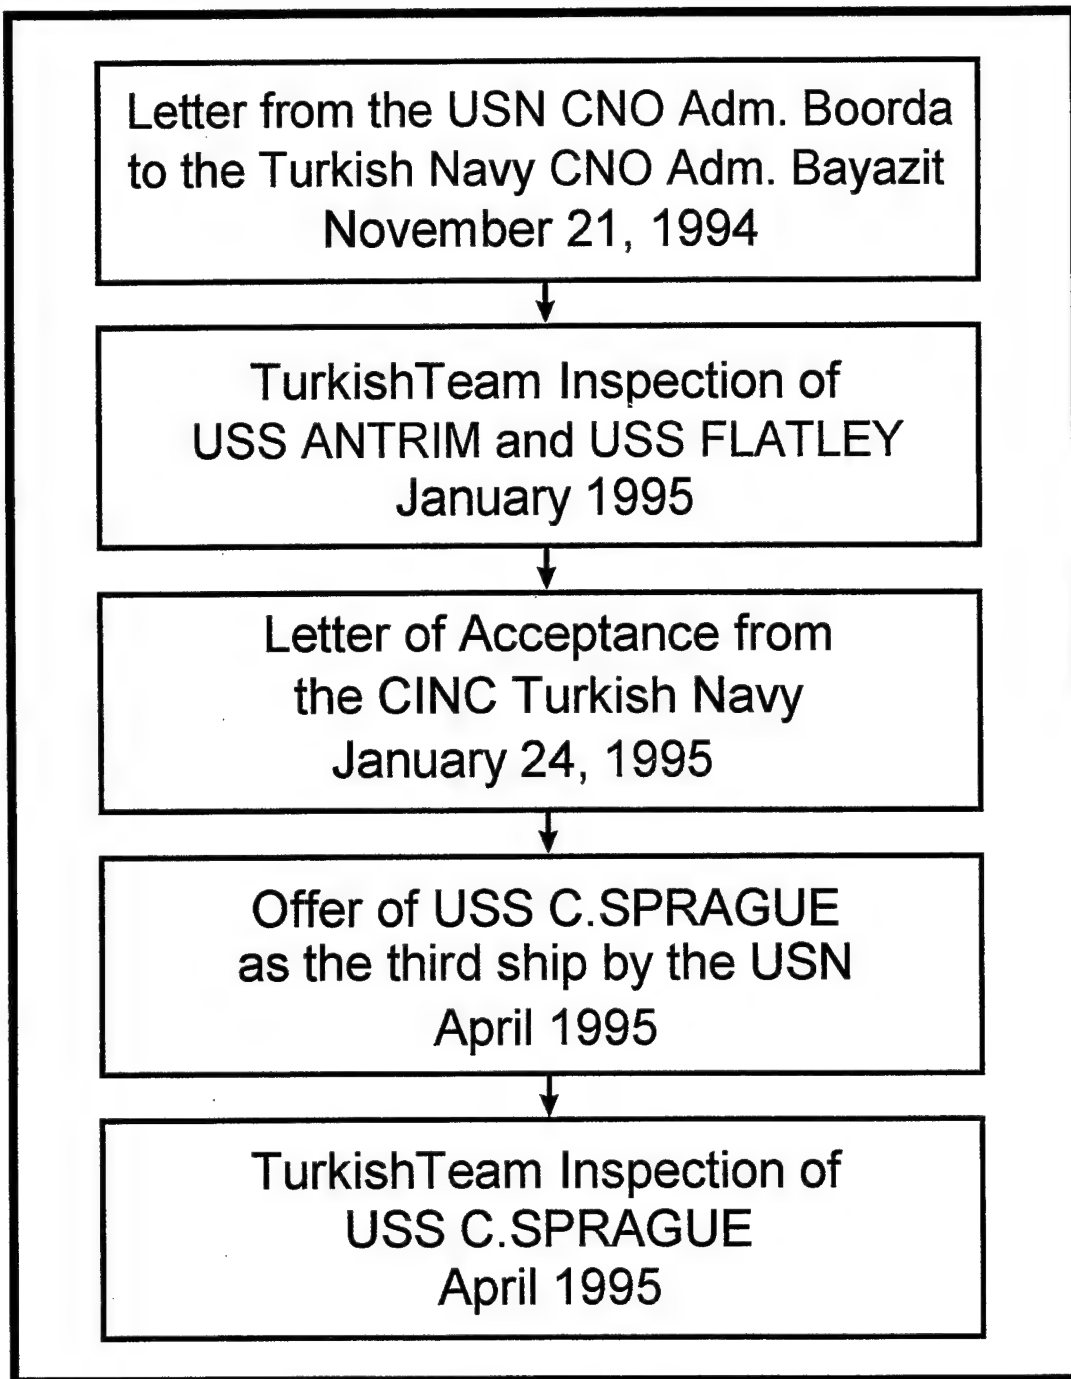 Letter from the USN CNO Adm. Boorda
to the Turkish Navy CNO Adm. Bayazit
November 21, 1994
TurkishTeam Inspection of
USS ANTRIM and USS FLATLEY
January 1995
Letter of Acceptance from
the CINC Turkish Navy
January 24, 1995
Offer of USS C.SPRAGUE
as the third ship by the USN
April 1995
TurkishTeam Inspection of
USS C.SPRAGUE
April 1995